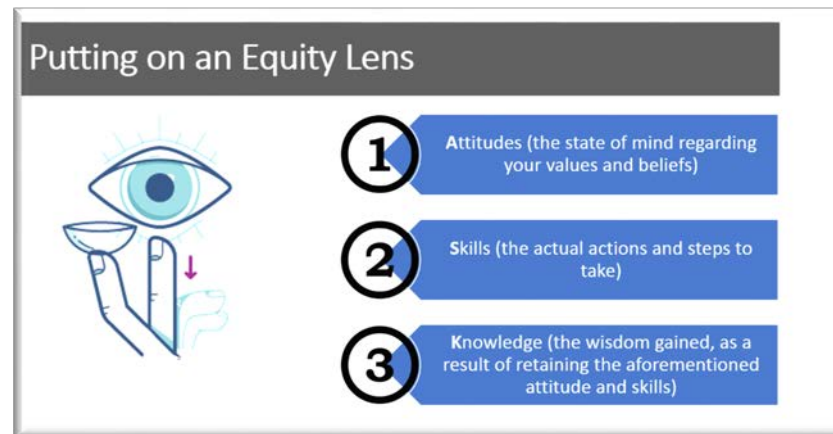 Putting on an Equity Lens
1
Attitudes (the state of mind regarding
your values and beliefs)
2
Skills (the actual actions and steps to
take)
3
Knowledge (the wisdom gained, as a
result of retaining the aforementioned
attitude and skills)